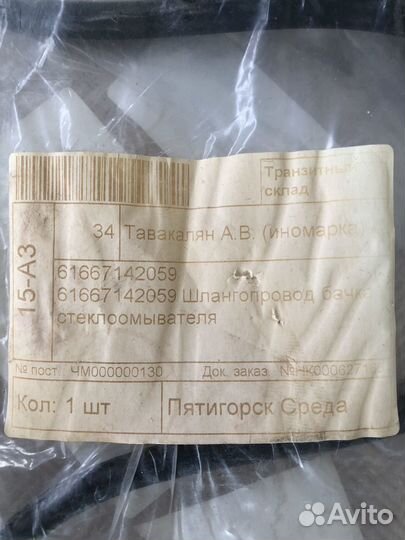 Транзитный
склад
34 Тавакалян А.В. (иномарка)
15-А3
61667142059
61667142059 Шлангопровод бачка
стеклоомывателя
№ пост. ЧМ000000130 Док. заказ.
Кол: 1 шт Пятигорск Среда
Avito